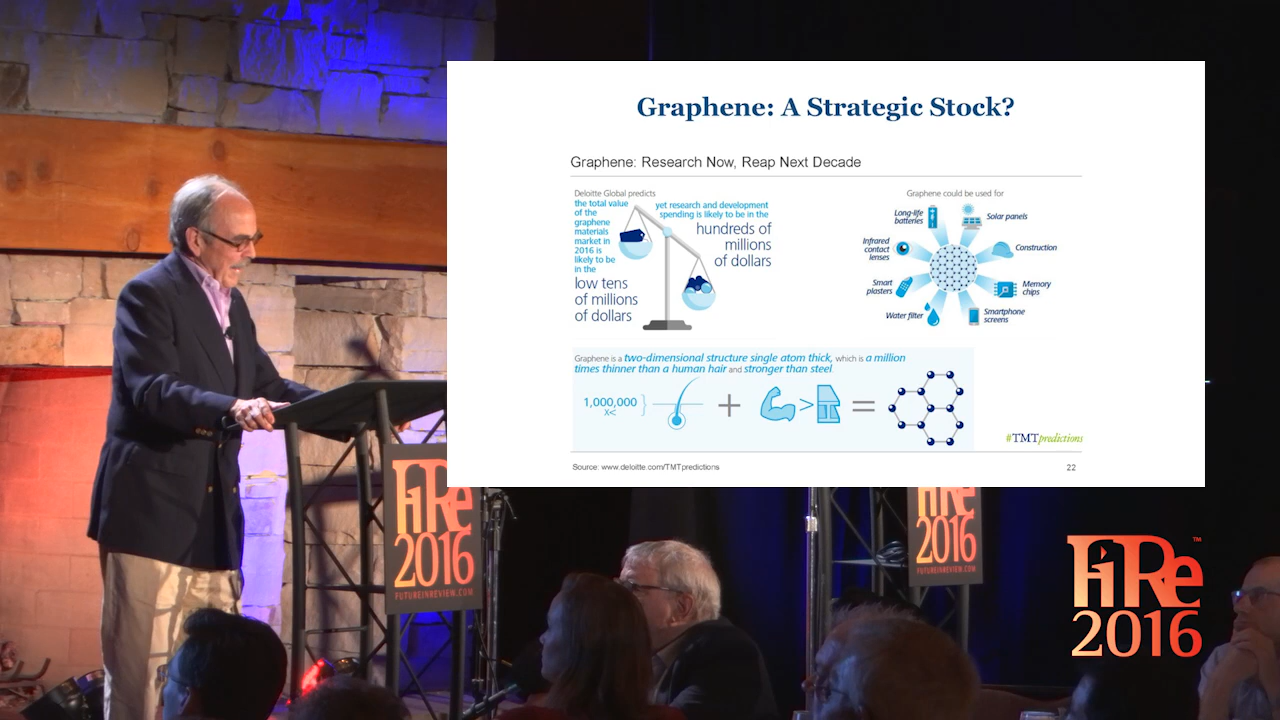 Graphene: A Strategic Stock?
Graphene: Research Now, Reap Next Decade
Deloitte Global predicts
the total value
of the
graphene
materials
market in
2016 is
likely to be
in the
low tens
of millions
of dollars
yet research and development
spending is likely to be in the
hundreds of
millions
of dollars
Graphene could be used for
Long-life
batteries
Solar panels
Infrared
contact
lenses
Construction
Smart
plasters
Memory
chips
Water filter
Smartphone
screens
Graphene is a two-dimensional structure single atom thick, which is a million
times thinner than a human hair and stronger than steel
1,000,000
x<
+
>
=
#TMTpredictions
Source: www.deloitte.com/TMTpredictions
22
FiRe
2016
FUTUREINREVIEW.COM
FiRe
2016
FUTUREINREVIEW.COM
FiRe™
2016